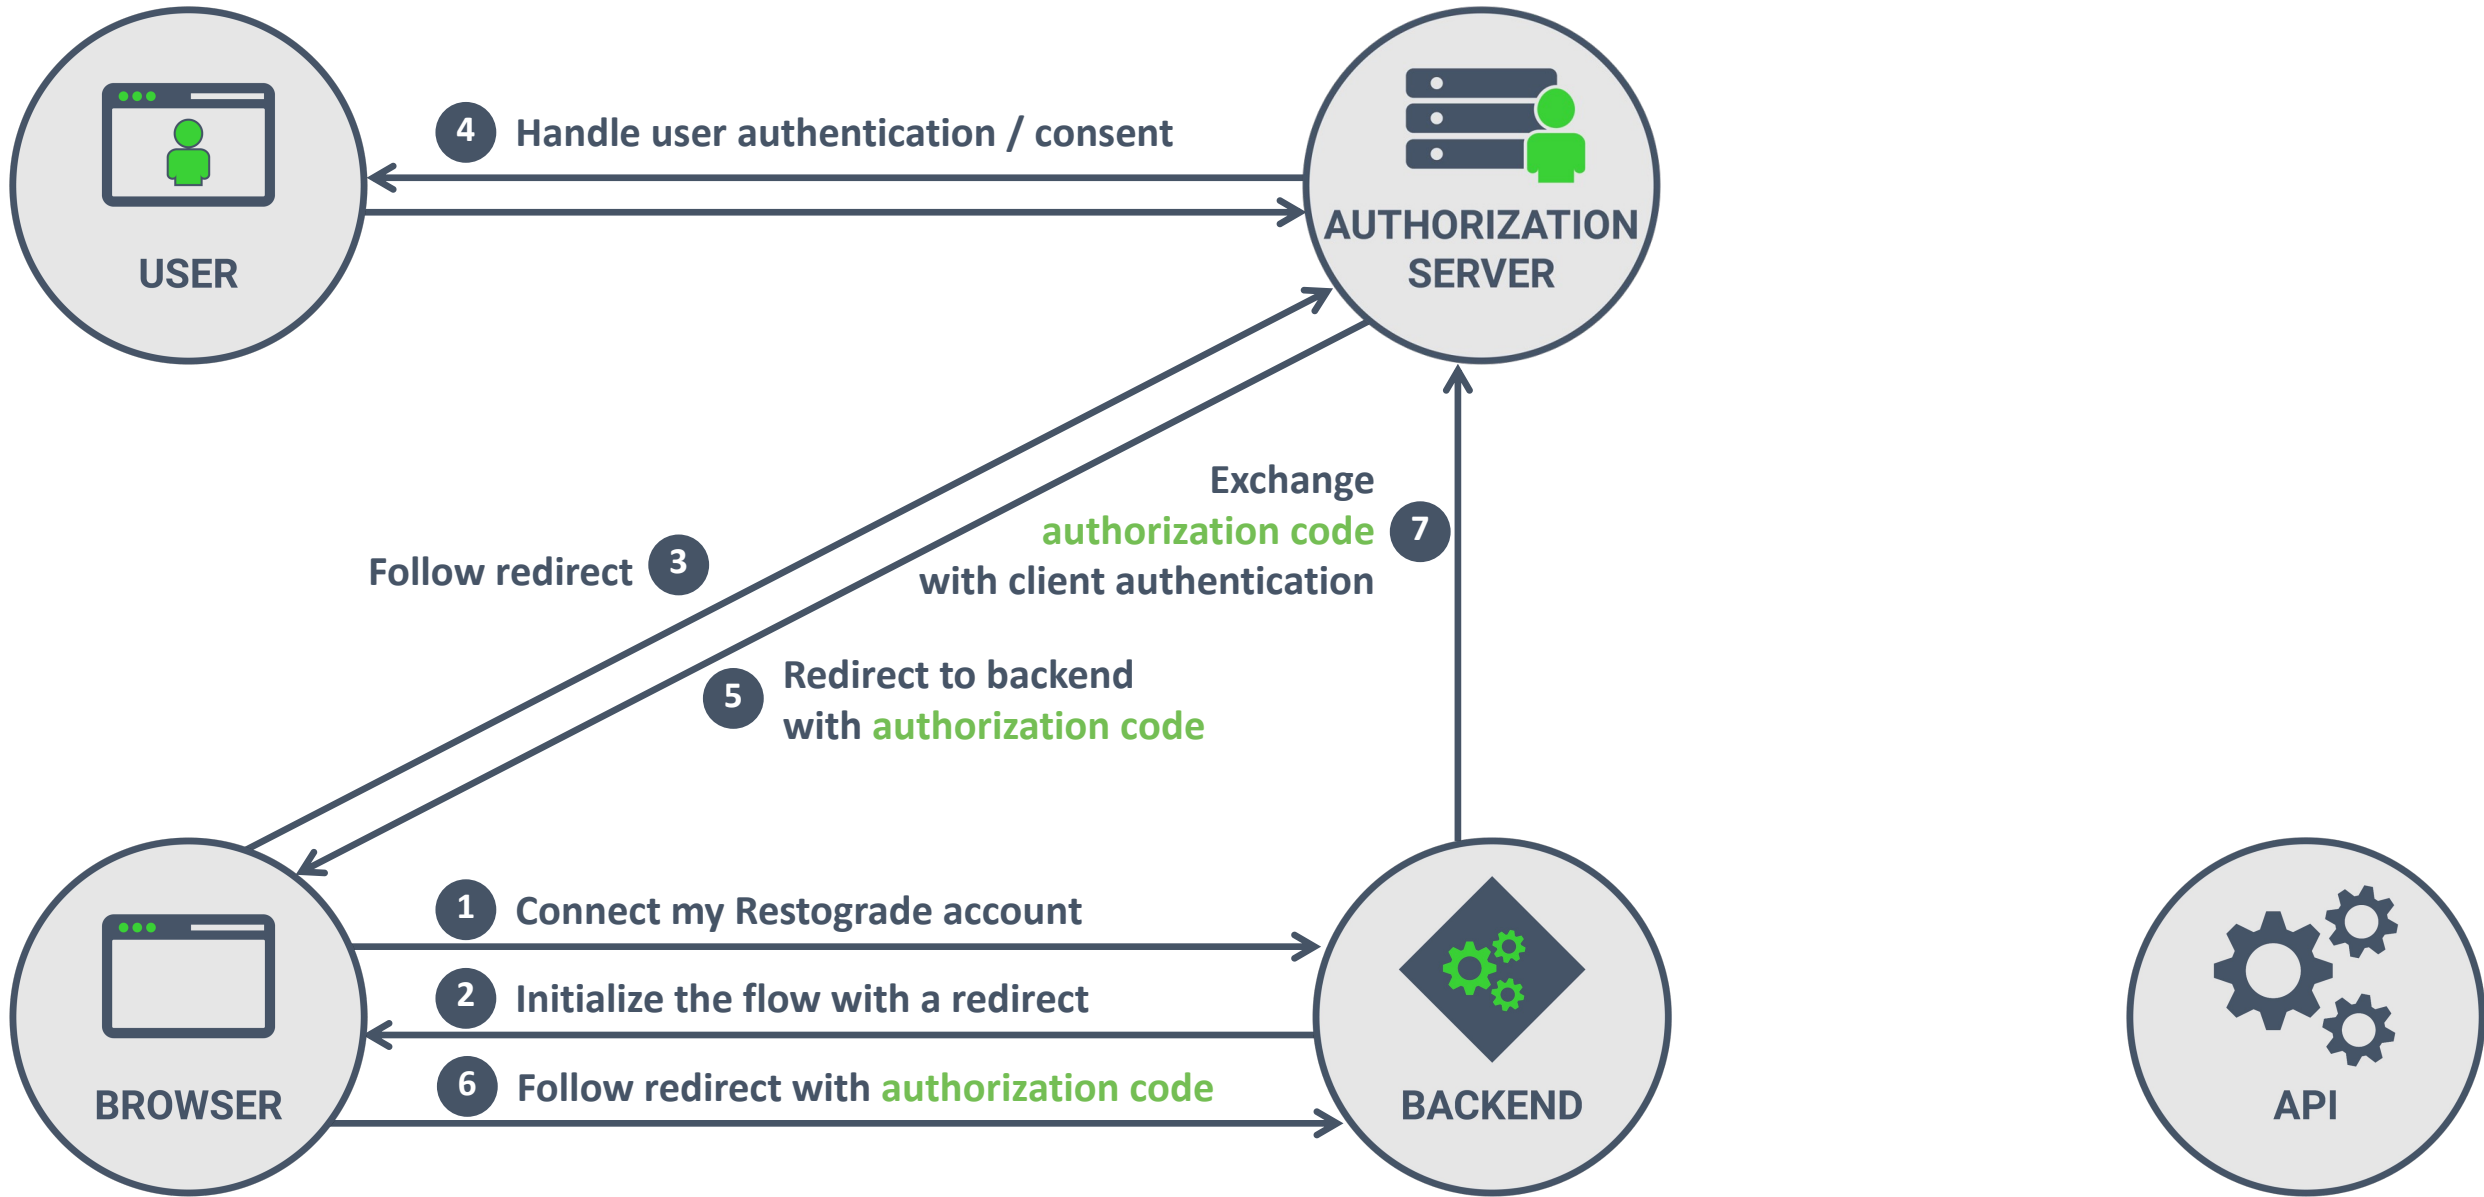 4 Handle user authentication / consent
USER
AUTHORIZATION
SERVER
Exchange
authorization code
7
with client authentication
Follow redirect 3
5
Redirect to backend
with authorization code
1 Connect my Restograde account
2 Initialize the flow with a redirect
6 Follow redirect with authorization code
BROWSER
BACKEND
API